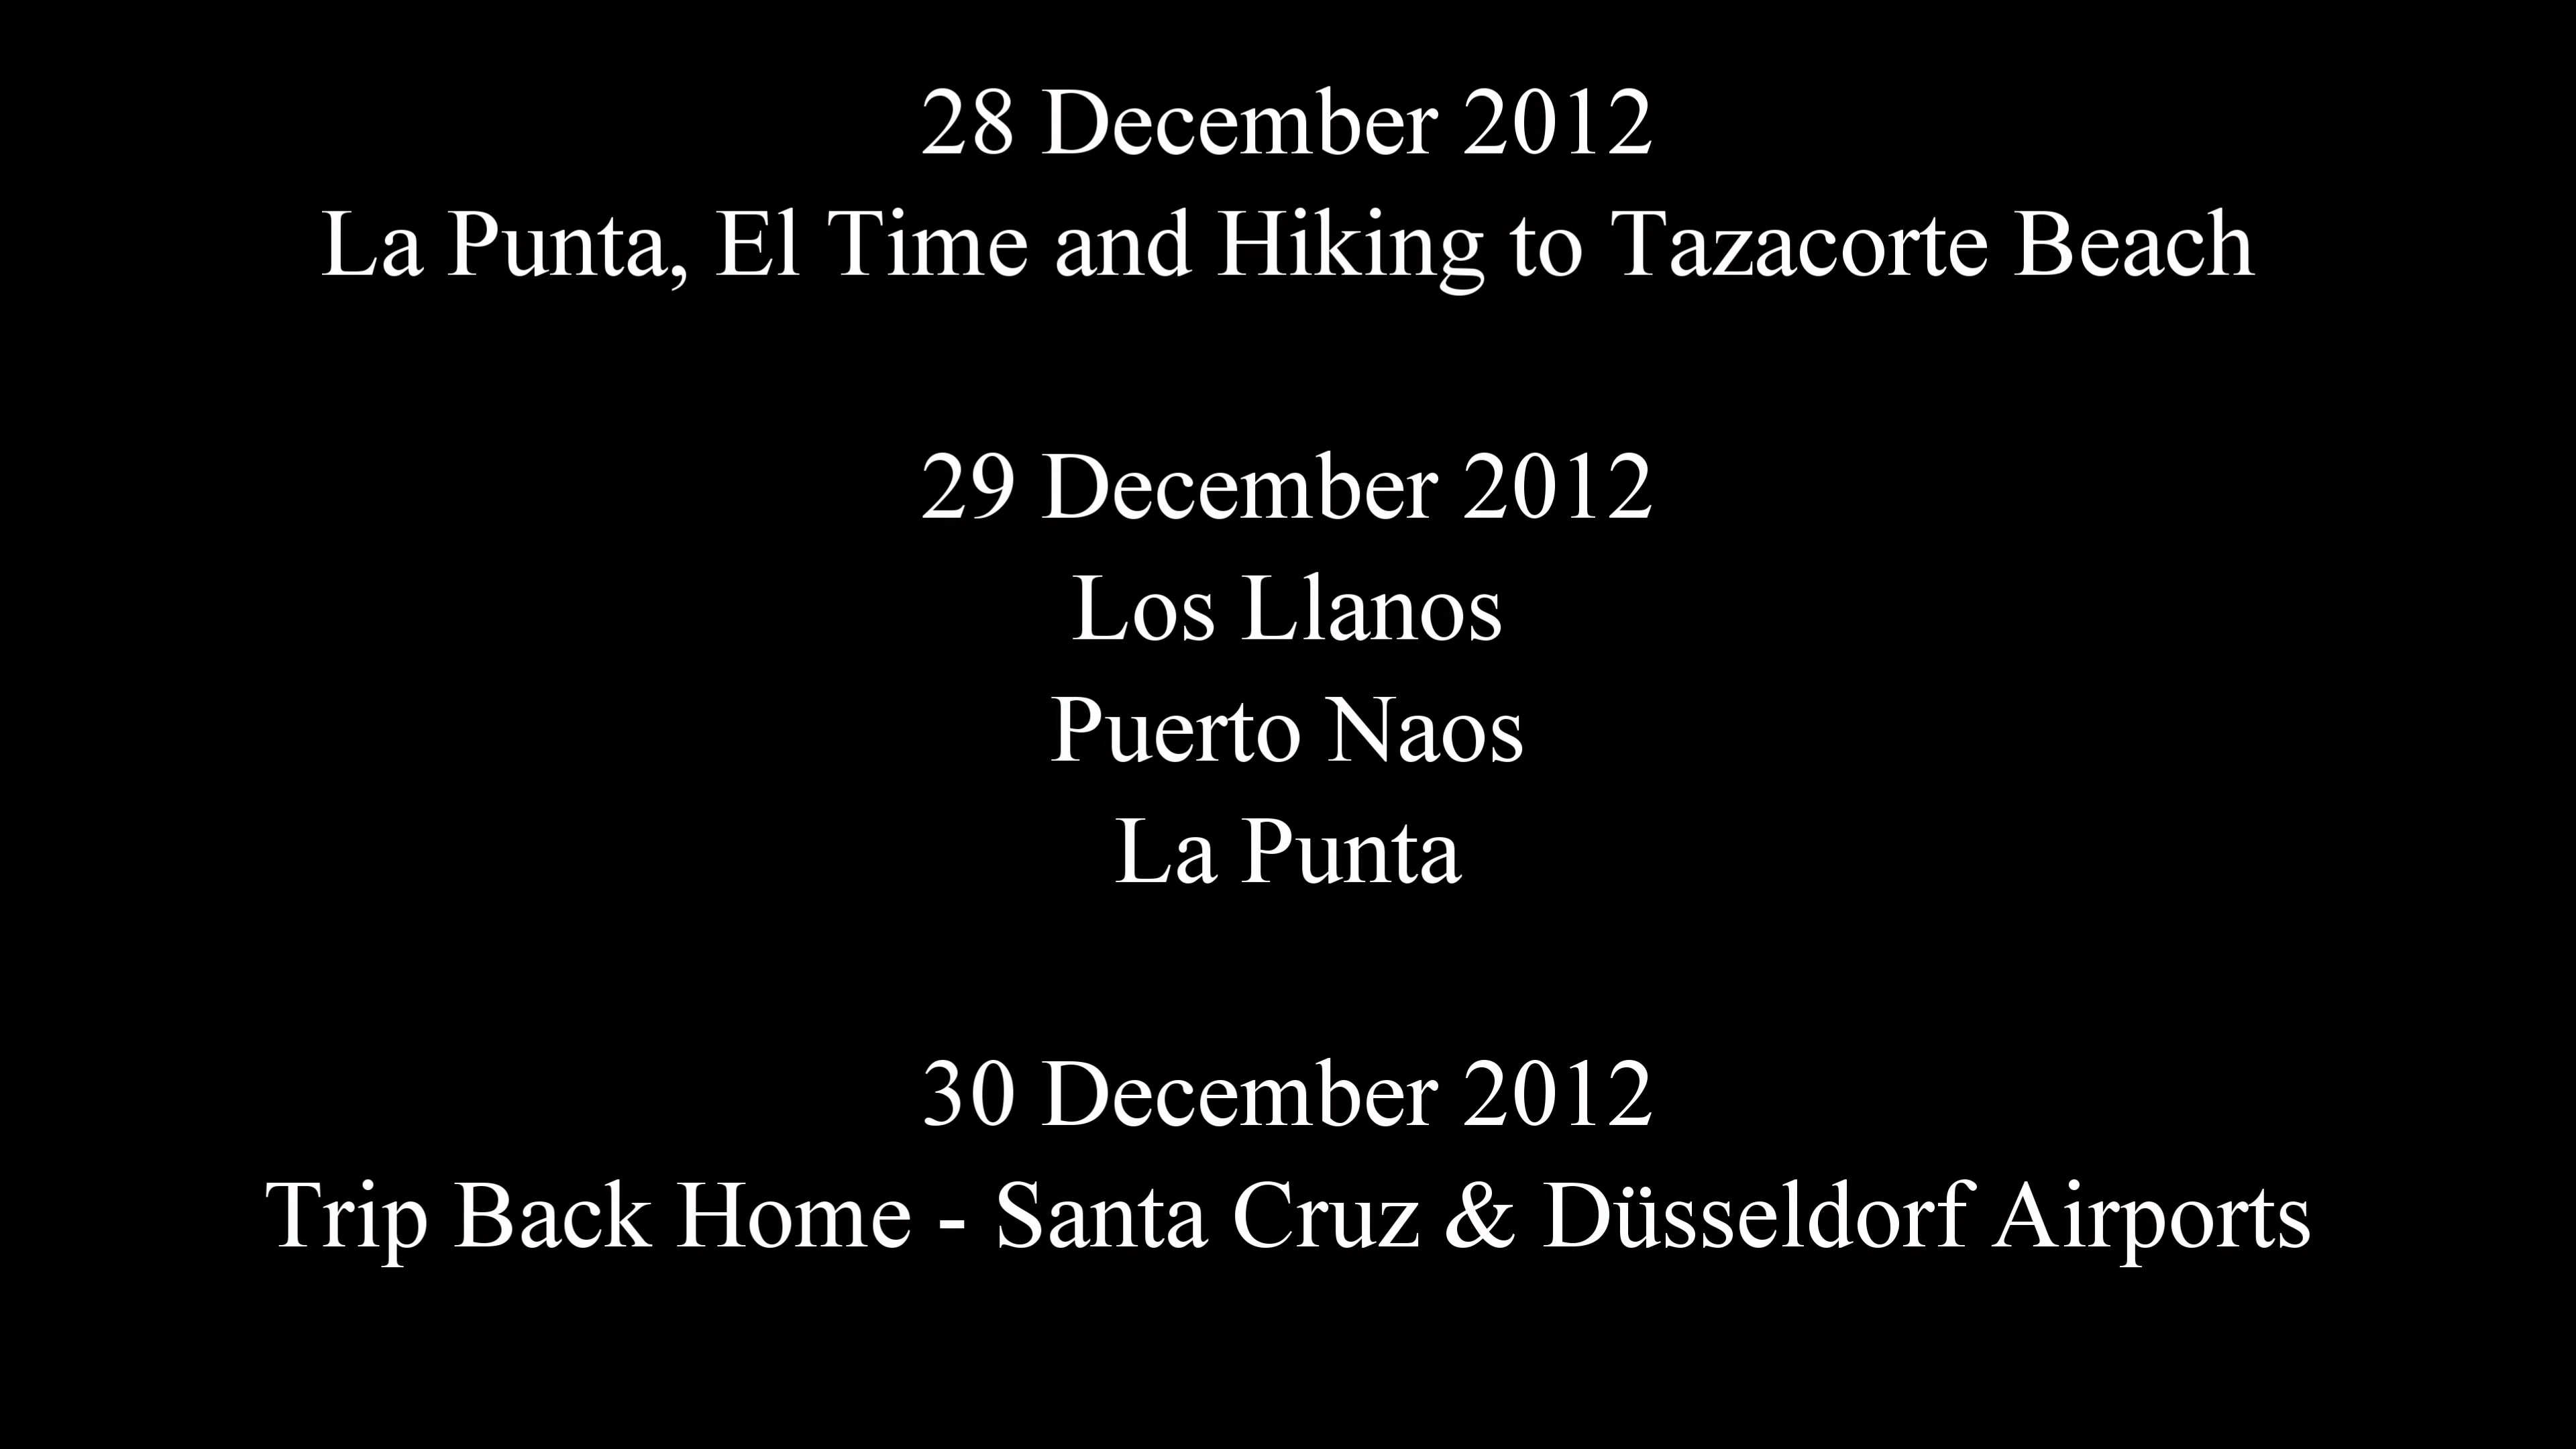 28 December 2012
La Punta, El Time and Hiking to Tazacorte Beach
29 December 2012
Los Llanos
Puerto Naos
La Punta
30 December 2012
Trip Back Home - Santa Cruz & Düsseldorf Airports